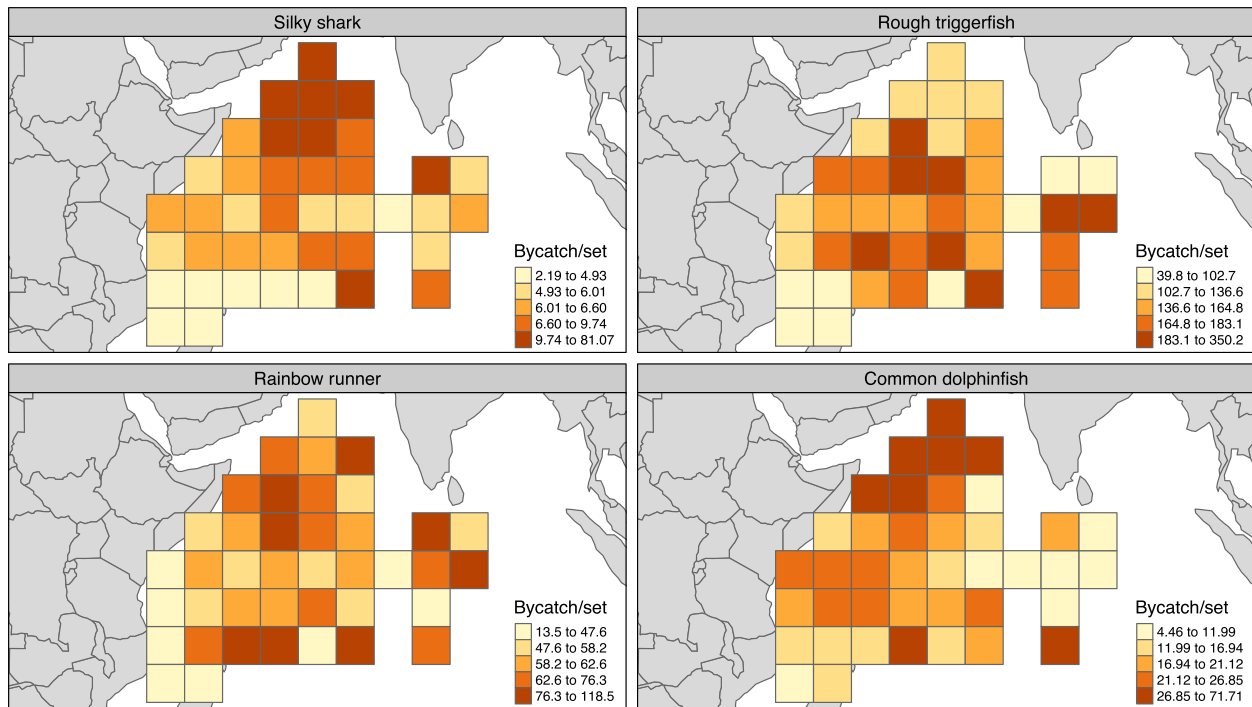 Silky shark
Bycatch/set
2.19 to 4.93
4.93 to 6.01
6.01 to 6.60
6.60 to 9.74
9.74 to 81.07
Rough triggerfish
Bycatch/set
39.8 to 102.7
102.7 to 136.6
136.6 to 164.8
164.8 to 183.1
183.1 to 350.2
Rainbow runner
Bycatch/set
13.5 to 47.6
47.6 to 58.2
58.2 to 62.6
62.6 to 76.3
76.3 to 118.5
Common dolphinfish
Bycatch/set
4.46 to 11.99
11.99 to 16.94
16.94 to 21.12
21.12 to 26.85
26.85 to 71.71